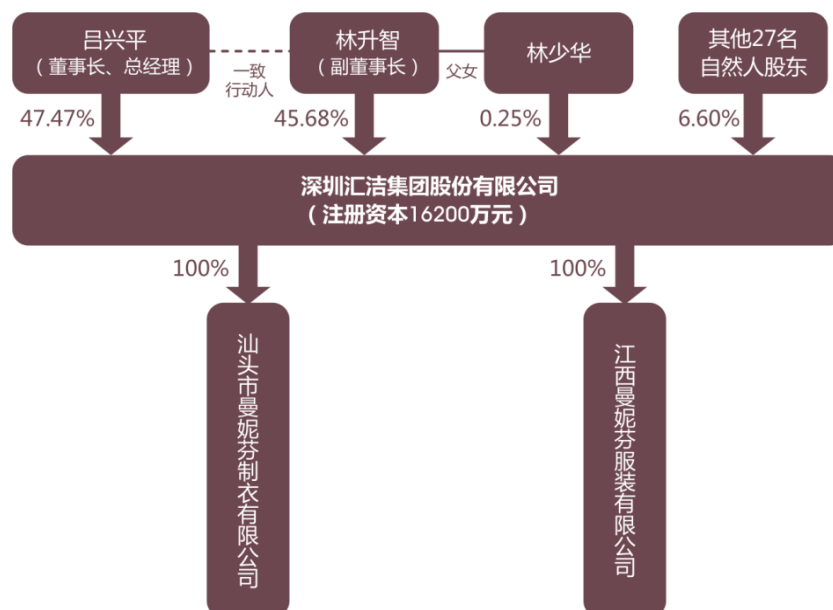 吕兴平
（董事长、总经理）
一致
行动人
林升智
（副董事长）
父女
林少华
其他27名
自然人股东
47.47%
45.68%
0.25%
6.60%
深圳汇洁集团股份有限公司
（注册资本16200万元）
100%
100%
汕头市曼妮芬制衣有限公司
江西曼妮芬服装有限公司